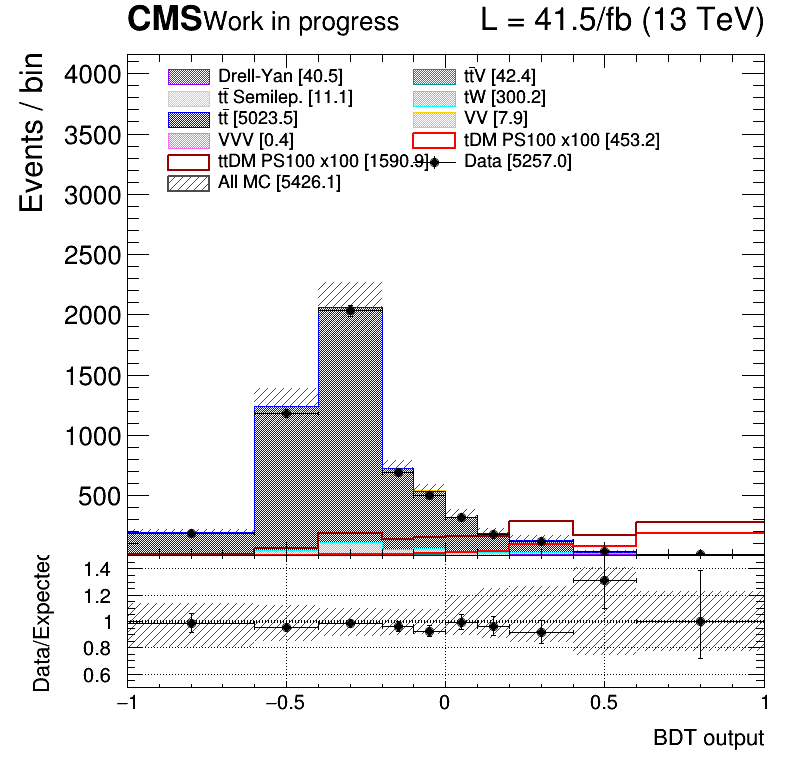 CMS Work in progress L = 41.5/fb (13 TeV)
Events / bin
4000
3500
3000
2500
2000
1500
1000
500
Drell-Yan [40.5] tt̄V [42.4]
tt̄ Semilep. [11.1] tW [300.2]
tt̄ [5023.5] VV [7.9]
VVV [0.4] tDM PS100 x100 [453.2]
ttDM PS100 x100 [1590.9] Data [5257.0]
All MC [5426.1]
Data/Expected
1.4
1.2
1
0.8
0.6
−1 −0.5 0 0.5 1
BDT output